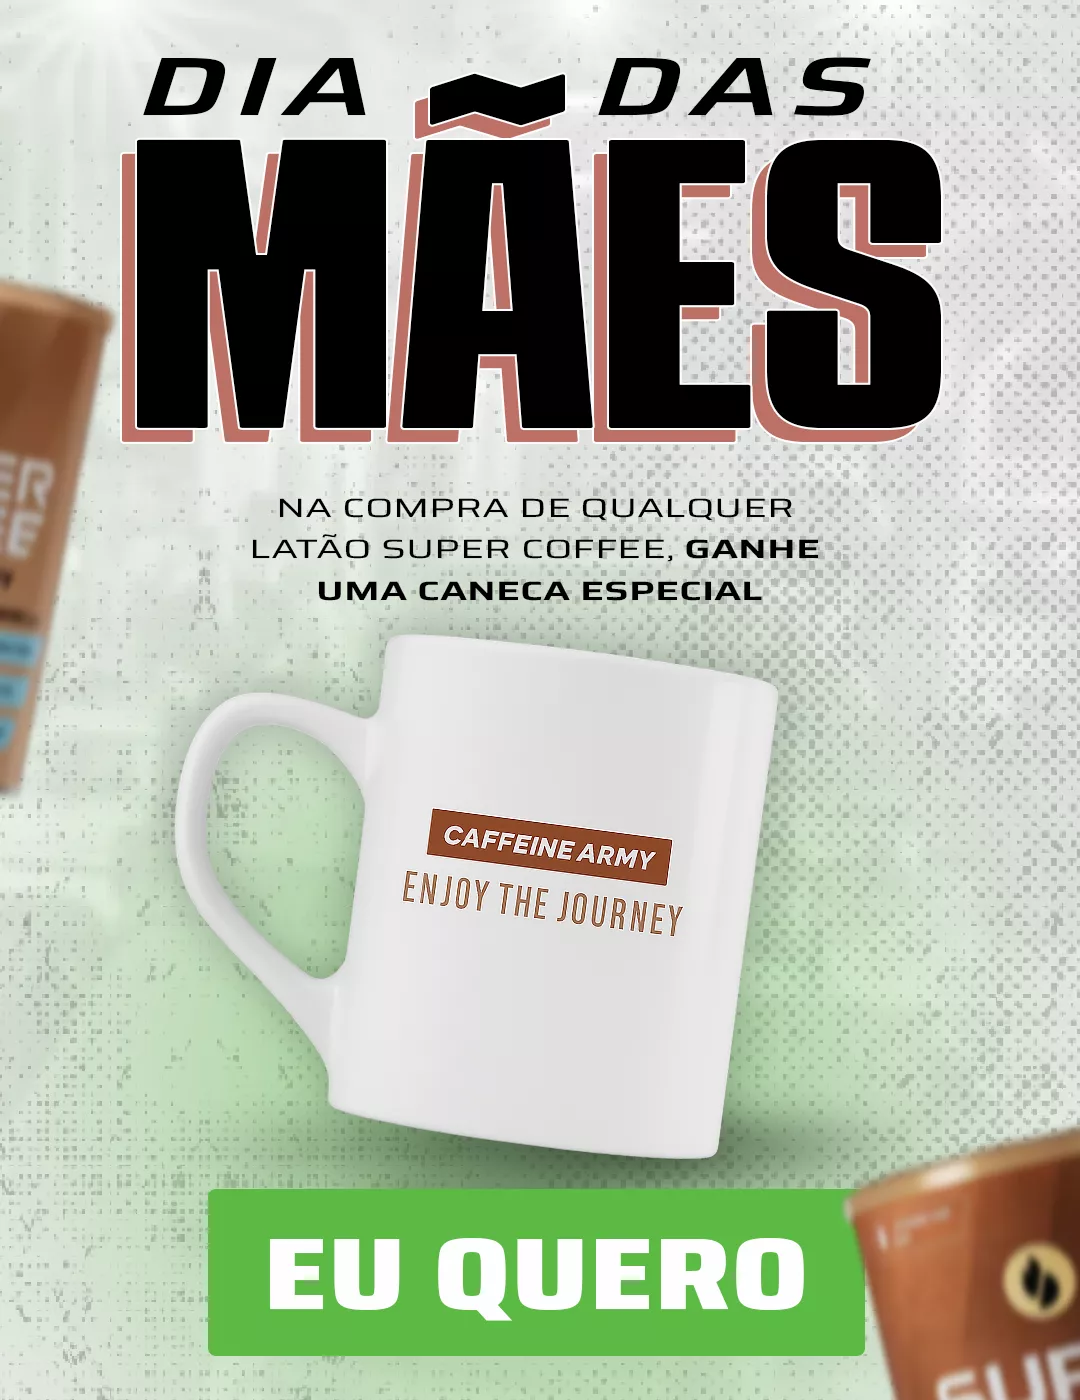 DIA DAS
MÃES
NA COMPRA DE QUALQUER
LATÃO SUPER COFFEE, GANHE
UMA CANECA ESPECIAL
CAFFEINE ARMY
ENJOY THE JOURNEY
EU QUERO